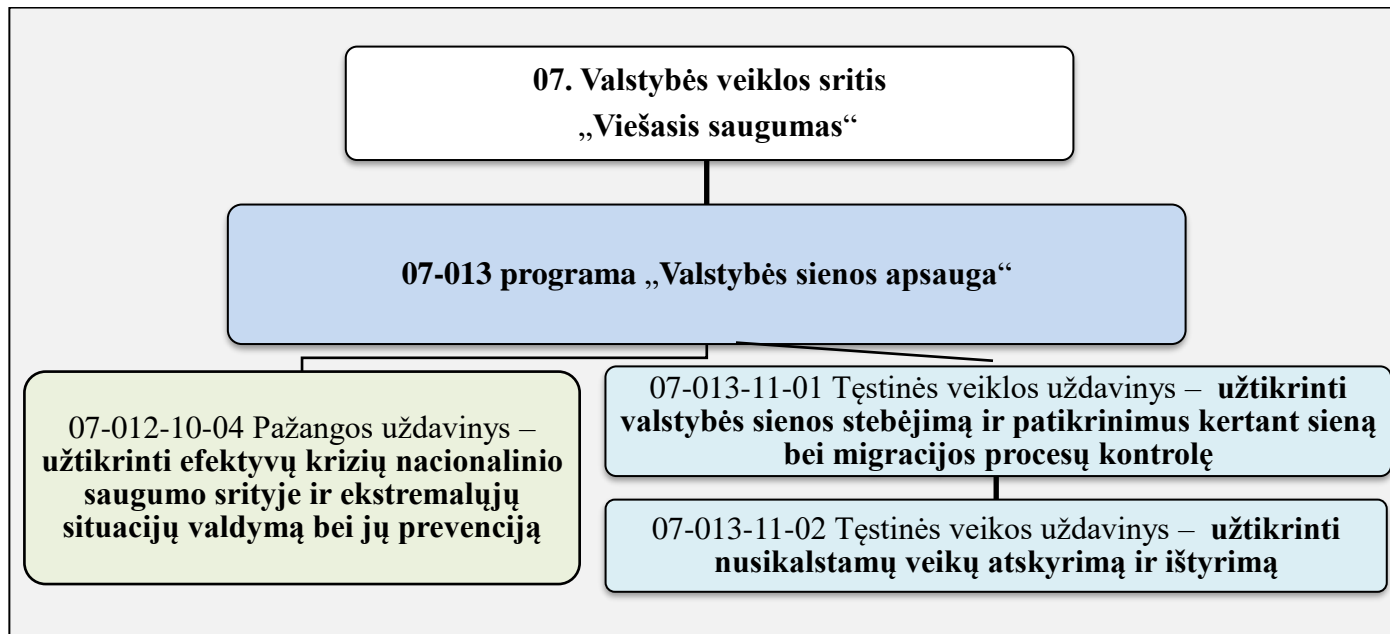 07. Valstybės veiklos sritis
„Viešasis saugumas“
07-013 programa „Valstybės sienos apsauga“
07-012-10-04 Pažangos uždavinys –
užtikrinti efektyvų krizių nacionalinio
saugumo srityje ir ekstremalųjų
situacijų valdymą bei jų prevenciją
07-013-11-01 Tęstinės veiklos uždavinys – užtikrinti
valstybės sienos stebėjimą ir patikrinimus kertant sieną
bei migracijos procesų kontrolę
07-013-11-02 Tęstinės veikos uždavinys – užtikrinti
nusikalstamų veikų atskyrimą ir ištyrimą